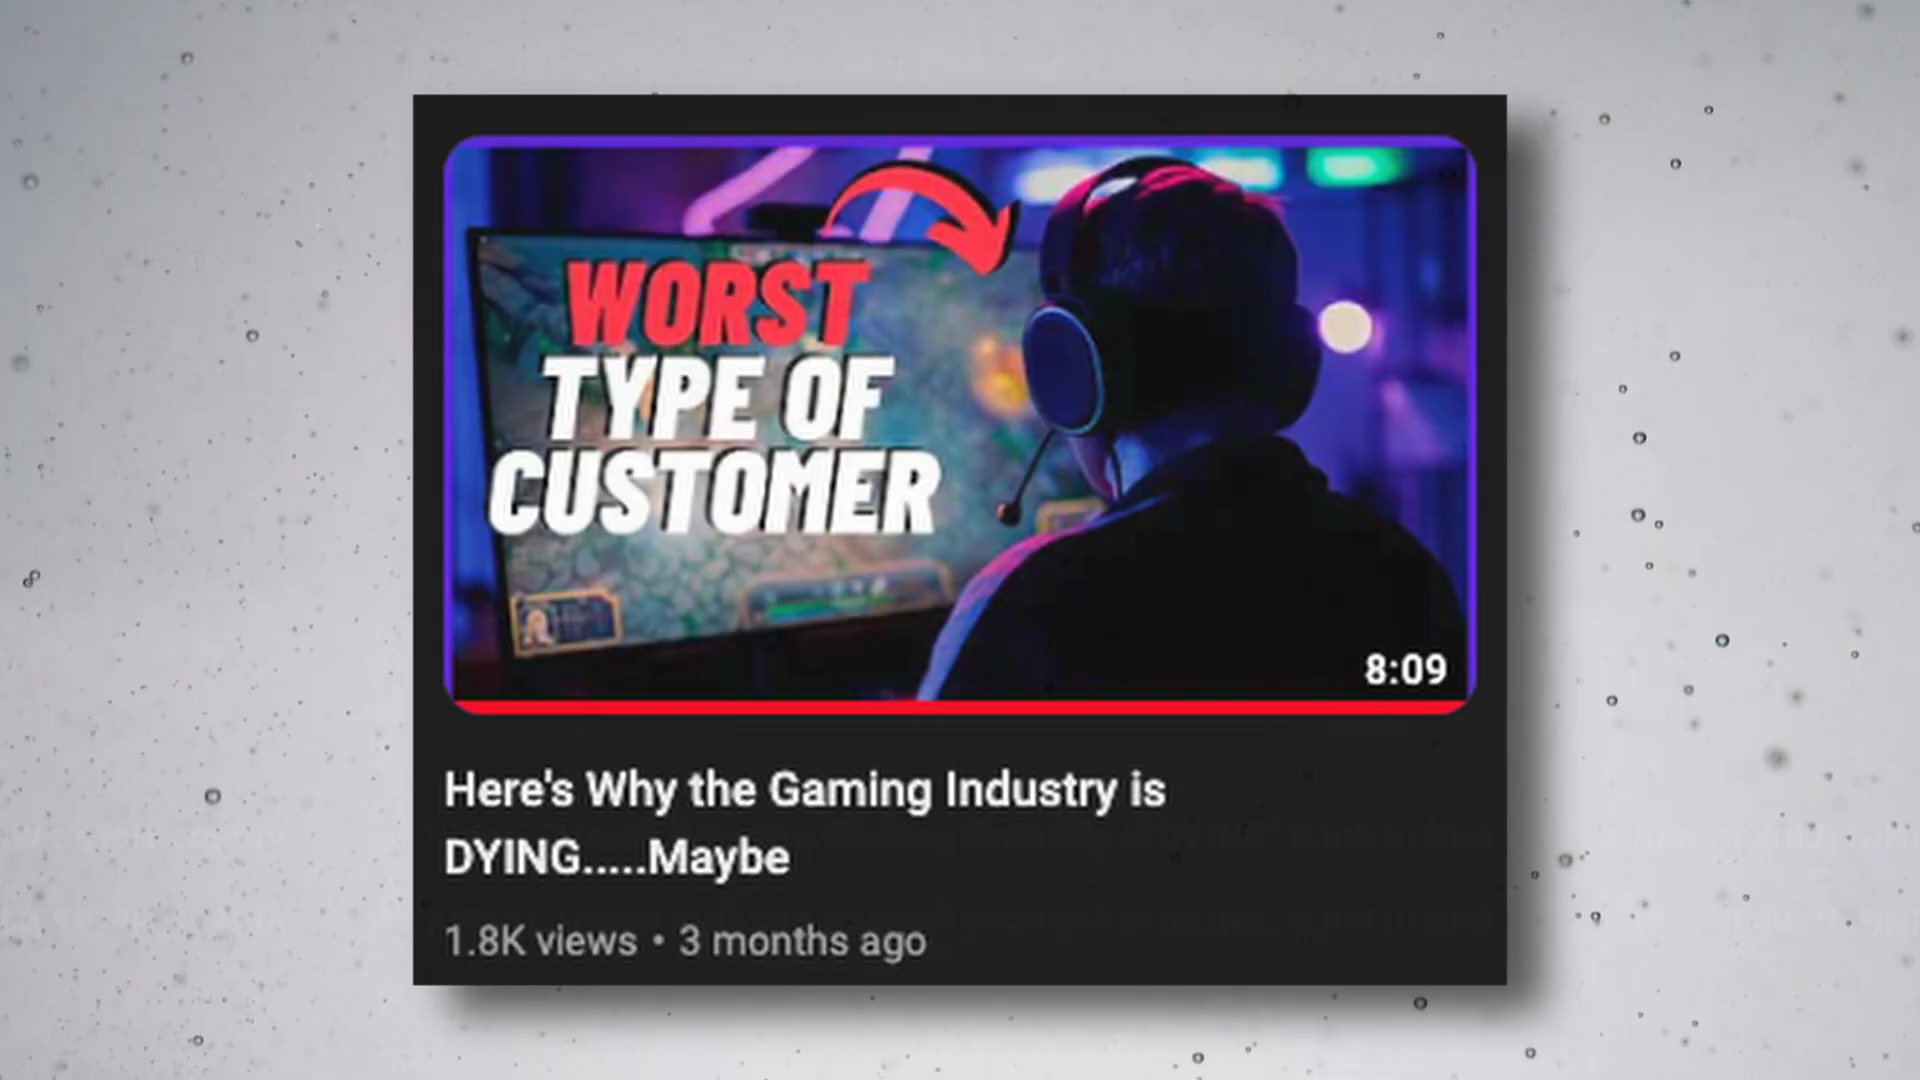 WORST
TYPE OF
CUSTOMER
8:09
Here's Why the Gaming Industry is
DYING.....Maybe
1.8K views • 3 months ago